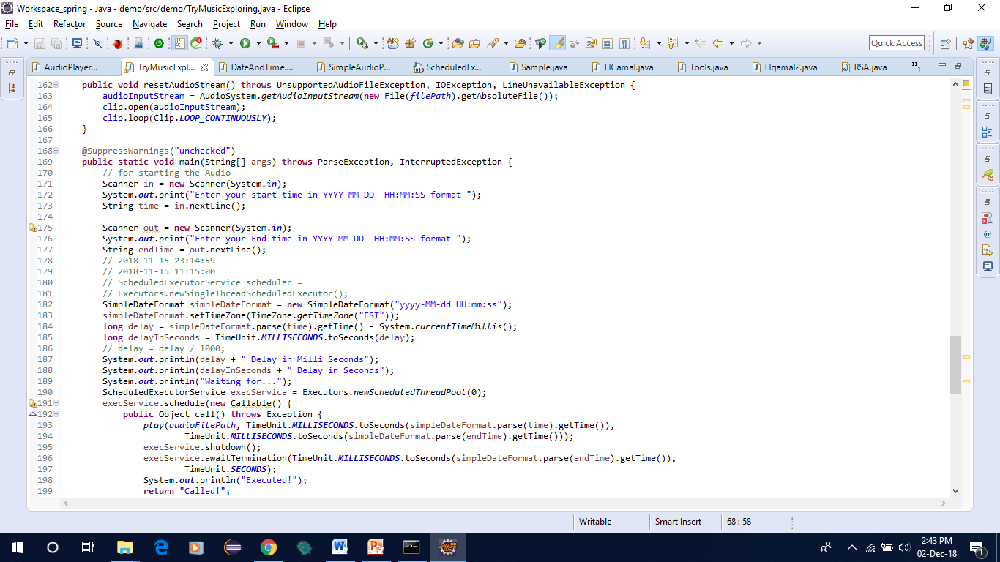 Workspace_spring - Java - demo/src/demo/TryMusicExploring.java - Eclipse
File Edit Refactor Source Navigate Search Project Run Window Help
Quick Access
AudioPlayer... TryMusicExpl... DateAndTime.... SimpleAudioP... ScheduledEx... Sample.java ElGamal.java Tools.java Elgamal2.java RSA.java »1
162 public void resetAudioStream() throws UnsupportedAudioFileException, IOException, LineUnavailableException {
163 audioInputStream = AudioSystem.getAudioInputStream(new File(filePath).getAbsoluteFile());
164 clip.open(audioInputStream);
165 clip.loop(Clip.LOOP_CONTINUOUSLY);
166 }
167
168 @SuppressWarnings("unchecked")
169 public static void main(String[] args) throws ParseException, InterruptedException {
170 // for starting the Audio
171 Scanner in = new Scanner(System.in);
172 System.out.print("Enter your start time in YYYY-MM-DD- HH:MM:SS format ");
173 String time = in.nextLine();
174
175 Scanner out = new Scanner(System.in);
176 System.out.print("Enter your End time in YYYY-MM-DD- HH:MM:SS format ");
177 String endTime = out.nextLine();
178 // 2018-11-15 23:14:59
179 // 2018-11-15 11:15:00
180 // ScheduledExecutorService scheduler =
181 // Executors.newSingleThreadScheduledExecutor();
182 SimpleDateFormat simpleDateFormat = new SimpleDateFormat("yyyy-MM-dd HH:mm:ss");
183 simpleDateFormat.setTimeZone(TimeZone.getTimeZone("EST"));
184 long delay = simpleDateFormat.parse(time).getTime() - System.currentTimeMillis();
185 long delayInSeconds = TimeUnit.MILLISECONDS.toSeconds(delay);
186 // delay = delay / 1000;
187 System.out.println(delay + " Delay in Milli Seconds");
188 System.out.println(delayInSeconds + " Delay in Seconds");
189 System.out.println("Waiting for...");
190 ScheduledExecutorService execService = Executors.newScheduledThreadPool(0);
191 execService.schedule(new Callable() {
192 public Object call() throws Exception {
193 play(audioFilePath, TimeUnit.MILLISECONDS.toSeconds(simpleDateFormat.parse(time).getTime()),
194 TimeUnit.MILLISECONDS.toSeconds(simpleDateFormat.parse(endTime).getTime()));
195 execService.shutdown();
196 execService.awaitTermination(TimeUnit.MILLISECONDS.toSeconds(simpleDateFormat.parse(endTime).getTime()),
197 TimeUnit.SECONDS);
198 System.out.println("Executed!");
199 return "Called!";
Writable Smart Insert 68 : 58
2:43 PM
02-Dec-18
1